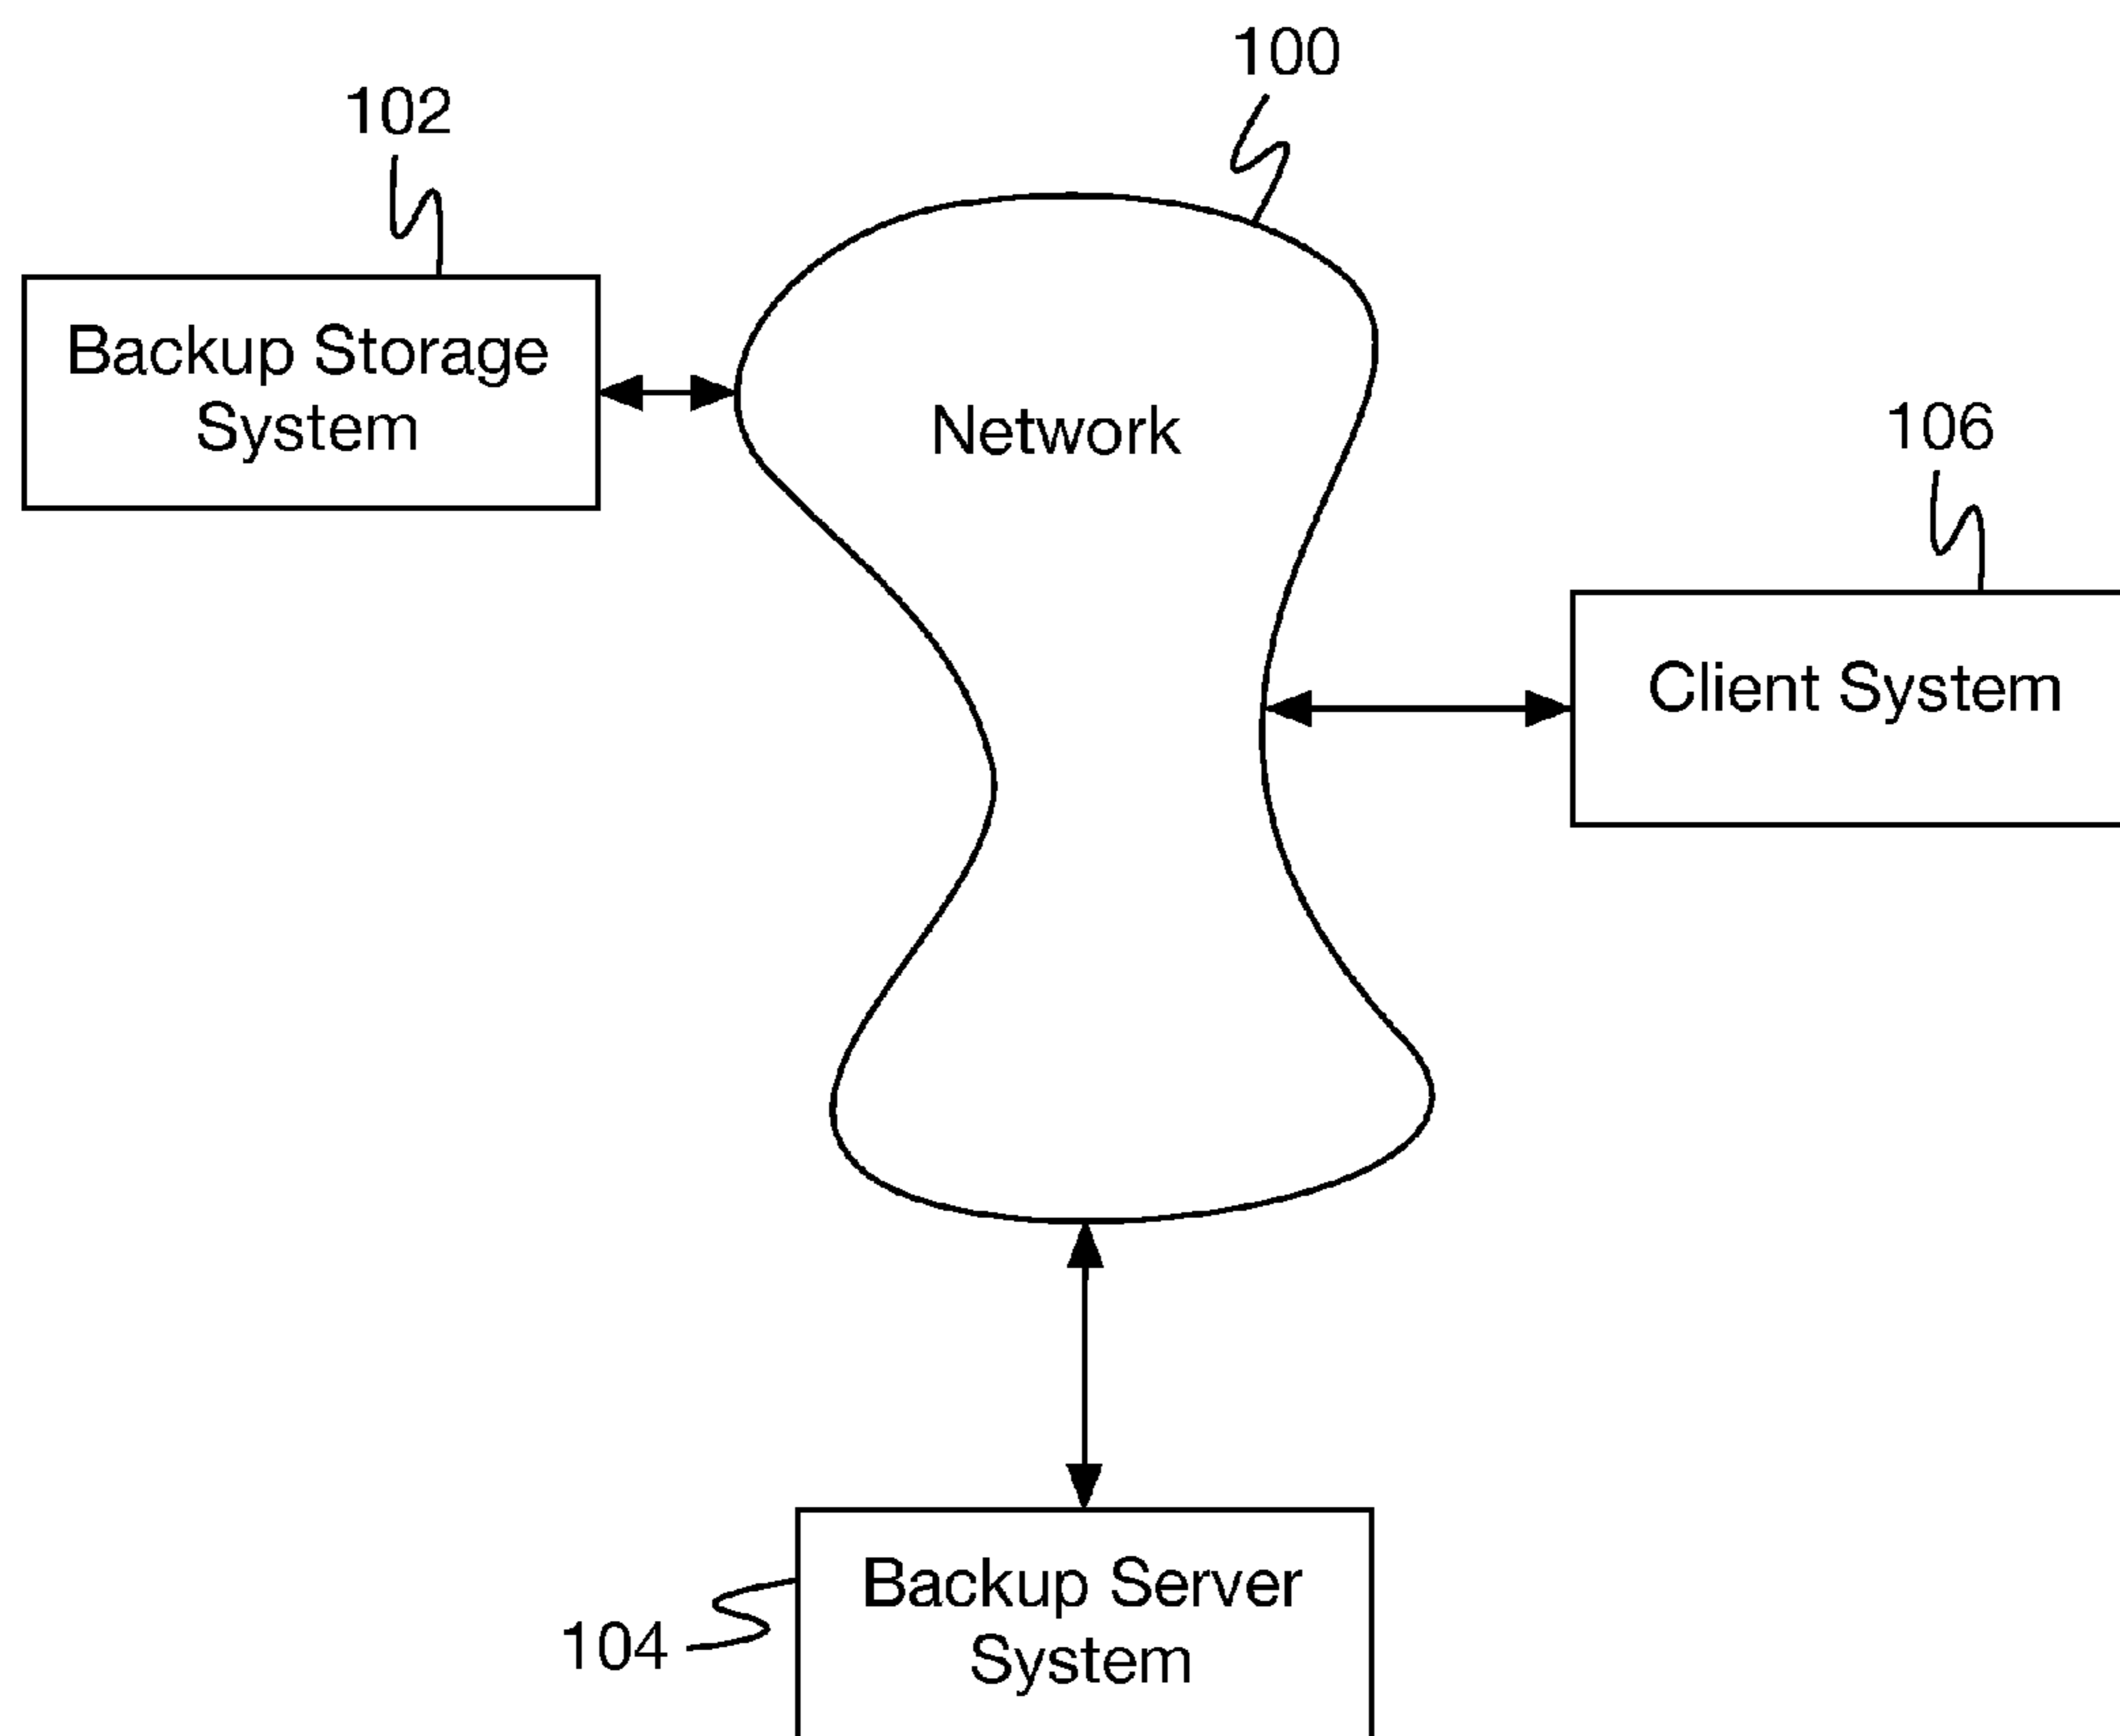 100
102
Backup Storage
System
Network
106
Client System
Backup Server
System
104